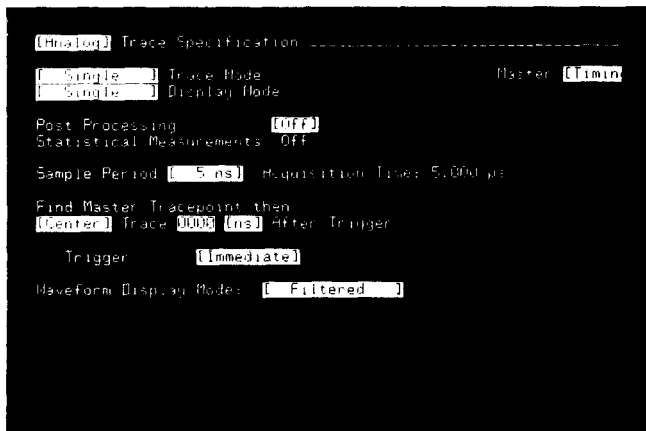 [Analog] Trace Specification
[ Single ] Trace Mode Master [Timing
[ Single ] Display Mode
Post Processing [Off]
Statistical Measurements Off
Sample Period [ 5 ns] Acquisition Time: 5.000 µs
Find Master Tracepoint then
[Center] Trace 0000 [ns] After Trigger
Trigger [Immediate]
Waveform Display Mode: [ Filtered ]